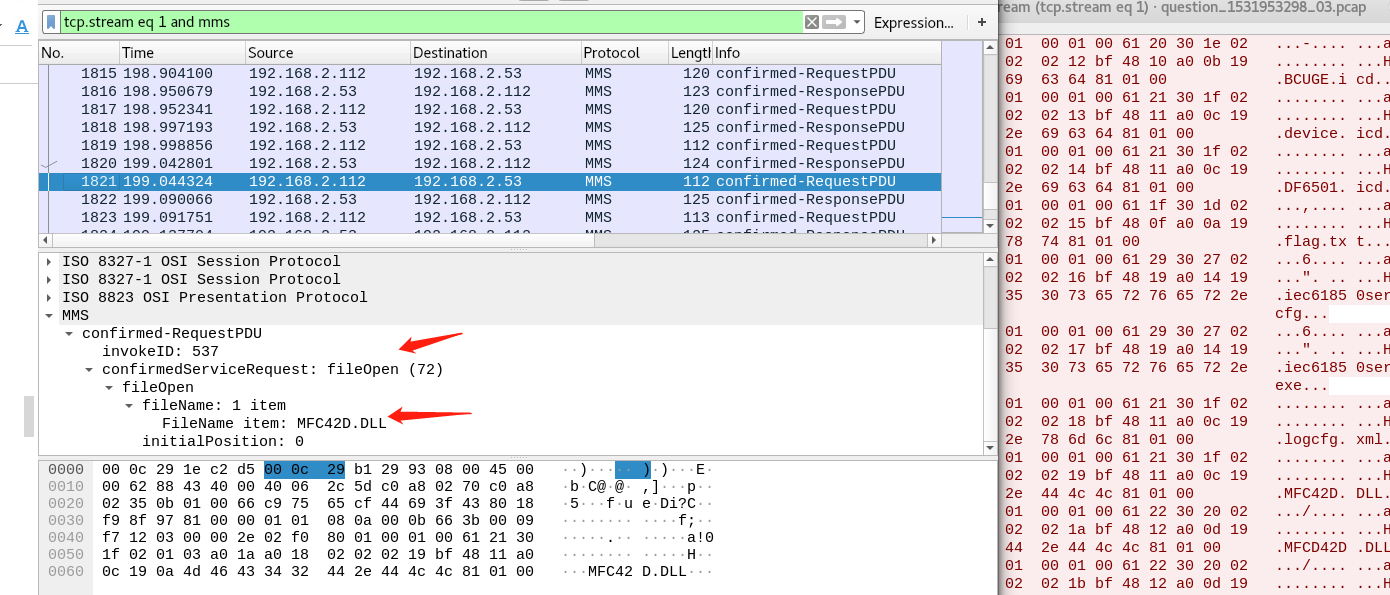 A
tcp.stream eq 1 and mms
Expression...
+
No. Time Source Destination Protocol Length Info
1815 198.904100 192.168.2.112 192.168.2.53 MMS 120 confirmed-RequestPDU
1816 198.950679 192.168.2.53 192.168.2.112 MMS 123 confirmed-ResponsePDU
1817 198.952341 192.168.2.112 192.168.2.53 MMS 120 confirmed-RequestPDU
1818 198.997193 192.168.2.53 192.168.2.112 MMS 125 confirmed-ResponsePDU
1819 198.998856 192.168.2.112 192.168.2.53 MMS 112 confirmed-RequestPDU
1820 199.042801 192.168.2.53 192.168.2.112 MMS 124 confirmed-ResponsePDU
1821 199.044324 192.168.2.112 192.168.2.53 MMS 112 confirmed-RequestPDU
1822 199.090066 192.168.2.53 192.168.2.112 MMS 125 confirmed-ResponsePDU
1823 199.091751 192.168.2.112 192.168.2.53 MMS 113 confirmed-RequestPDU
ISO 8327-1 OSI Session Protocol
ISO 8327-1 OSI Session Protocol
ISO 8823 OSI Presentation Protocol
MMS
confirmed-RequestPDU
invokeID: 537
confirmedServiceRequest: fileOpen (72)
fileOpen
fileName: 1 item
FileName item: MFC42D.DLL
initialPosition: 0
0000 00 0c 29 1e c2 d5 00 0c 29 b1 29 93 08 00 45 00 ··)····· )·)···E·
0010 00 62 88 43 40 00 40 06 2c 5d c0 a8 02 70 c0 a8 ·b·C@·@· ,]···p··
0020 02 35 0b 01 00 66 c9 75 65 cf 44 69 3f 43 80 18 ·5···f·u e·Di?C··
0030 f9 8f 97 81 00 00 01 01 08 0a 00 0b 66 3b 00 09 ········ ····f;··
0040 f7 12 03 00 00 2e 02 f0 80 01 00 01 00 61 21 30 ·····.·· ·····a!0
0050 1f 02 01 03 a0 1a a0 18 02 02 02 19 bf 48 11 a0 ········ ·····H··
0060 0c 19 0a 4d 46 43 34 32 44 2e 44 4c 4c 81 01 00 ···MFC42 D.DLL···
ream (tcp.stream eq 1) · question_1531953298_03.pcap
01 00 01 00 61 20 30 1e 02 ...-.... ...a
02 02 12 bf 48 10 a0 0b 19 ........ ...H
69 63 64 81 01 00 .BCUGE.i cd..
01 00 01 00 61 21 30 1f 02 ........ ...a
02 02 13 bf 48 11 a0 0c 19 ........ ...H
2e 69 63 64 81 01 00 .device. icd.
01 00 01 00 61 21 30 1f 02 ........ ...a
02 02 14 bf 48 11 a0 0c 19 ........ ...H
2e 69 63 64 81 01 00 .DF6501. icd.
01 00 01 00 61 1f 30 1d 02 ...,.... ...a
02 02 15 bf 48 0f a0 0a 19 ........ ...H
78 74 81 01 00 .flag.tx t...
01 00 01 00 61 29 30 27 02 ...6.... ...a
02 02 16 bf 48 19 a0 14 19 ...". .. ...H
35 30 73 65 72 76 65 72 2e .iec6185 0ser
cfg...
01 00 01 00 61 29 30 27 02 ...6.... ...a
02 02 17 bf 48 19 a0 14 19 ...". .. ...H
35 30 73 65 72 76 65 72 2e .iec6185 0ser
exe...
01 00 01 00 61 21 30 1f 02 ........ ...a
02 02 18 bf 48 11 a0 0c 19 ........ ...H
2e 78 6d 6c 81 01 00 .logcfg. xml.
01 00 01 00 61 21 30 1f 02 ........ ...a
02 02 19 bf 48 11 a0 0c 19 ........ ...H
2e 44 4c 4c 81 01 00 .MFC42D. DLL.
01 00 01 00 61 22 30 20 02 .../.... ...a
02 02 1a bf 48 12 a0 0d 19 ........ ...H
44 2e 44 4c 4c 81 01 00 .MFCD42D .DLL
01 00 01 00 61 22 30 20 02 .../.... ...a
02 02 1b bf 48 12 a0 0d 19 ........ ...H